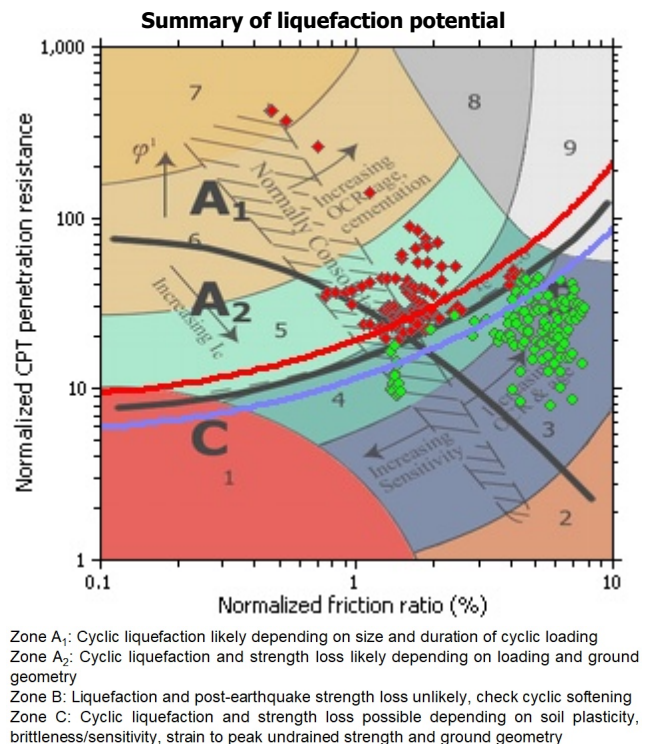 Summary of liquefaction potential
1,000
7
8
9
φ'
A1
Normally Consolidated
Increasing
OCR, age,
cementation
Normalized CPT penetration resistance
100
6
A2
Increasing Ic
5
10
4
C
3
Increasing
OCR & age
Increasing
Sensitivity
1
2
1
0.1
1
10
Normalized friction ratio (%)
Zone A1: Cyclic liquefaction likely depending on size and duration of cyclic loading
Zone A2: Cyclic liquefaction and strength loss likely depending on loading and ground
geometry
Zone B: Liquefaction and post-earthquake strength loss unlikely, check cyclic softening
Zone C: Cyclic liquefaction and strength loss possible depending on soil plasticity,
brittleness/sensitivity, strain to peak undrained strength and ground geometry